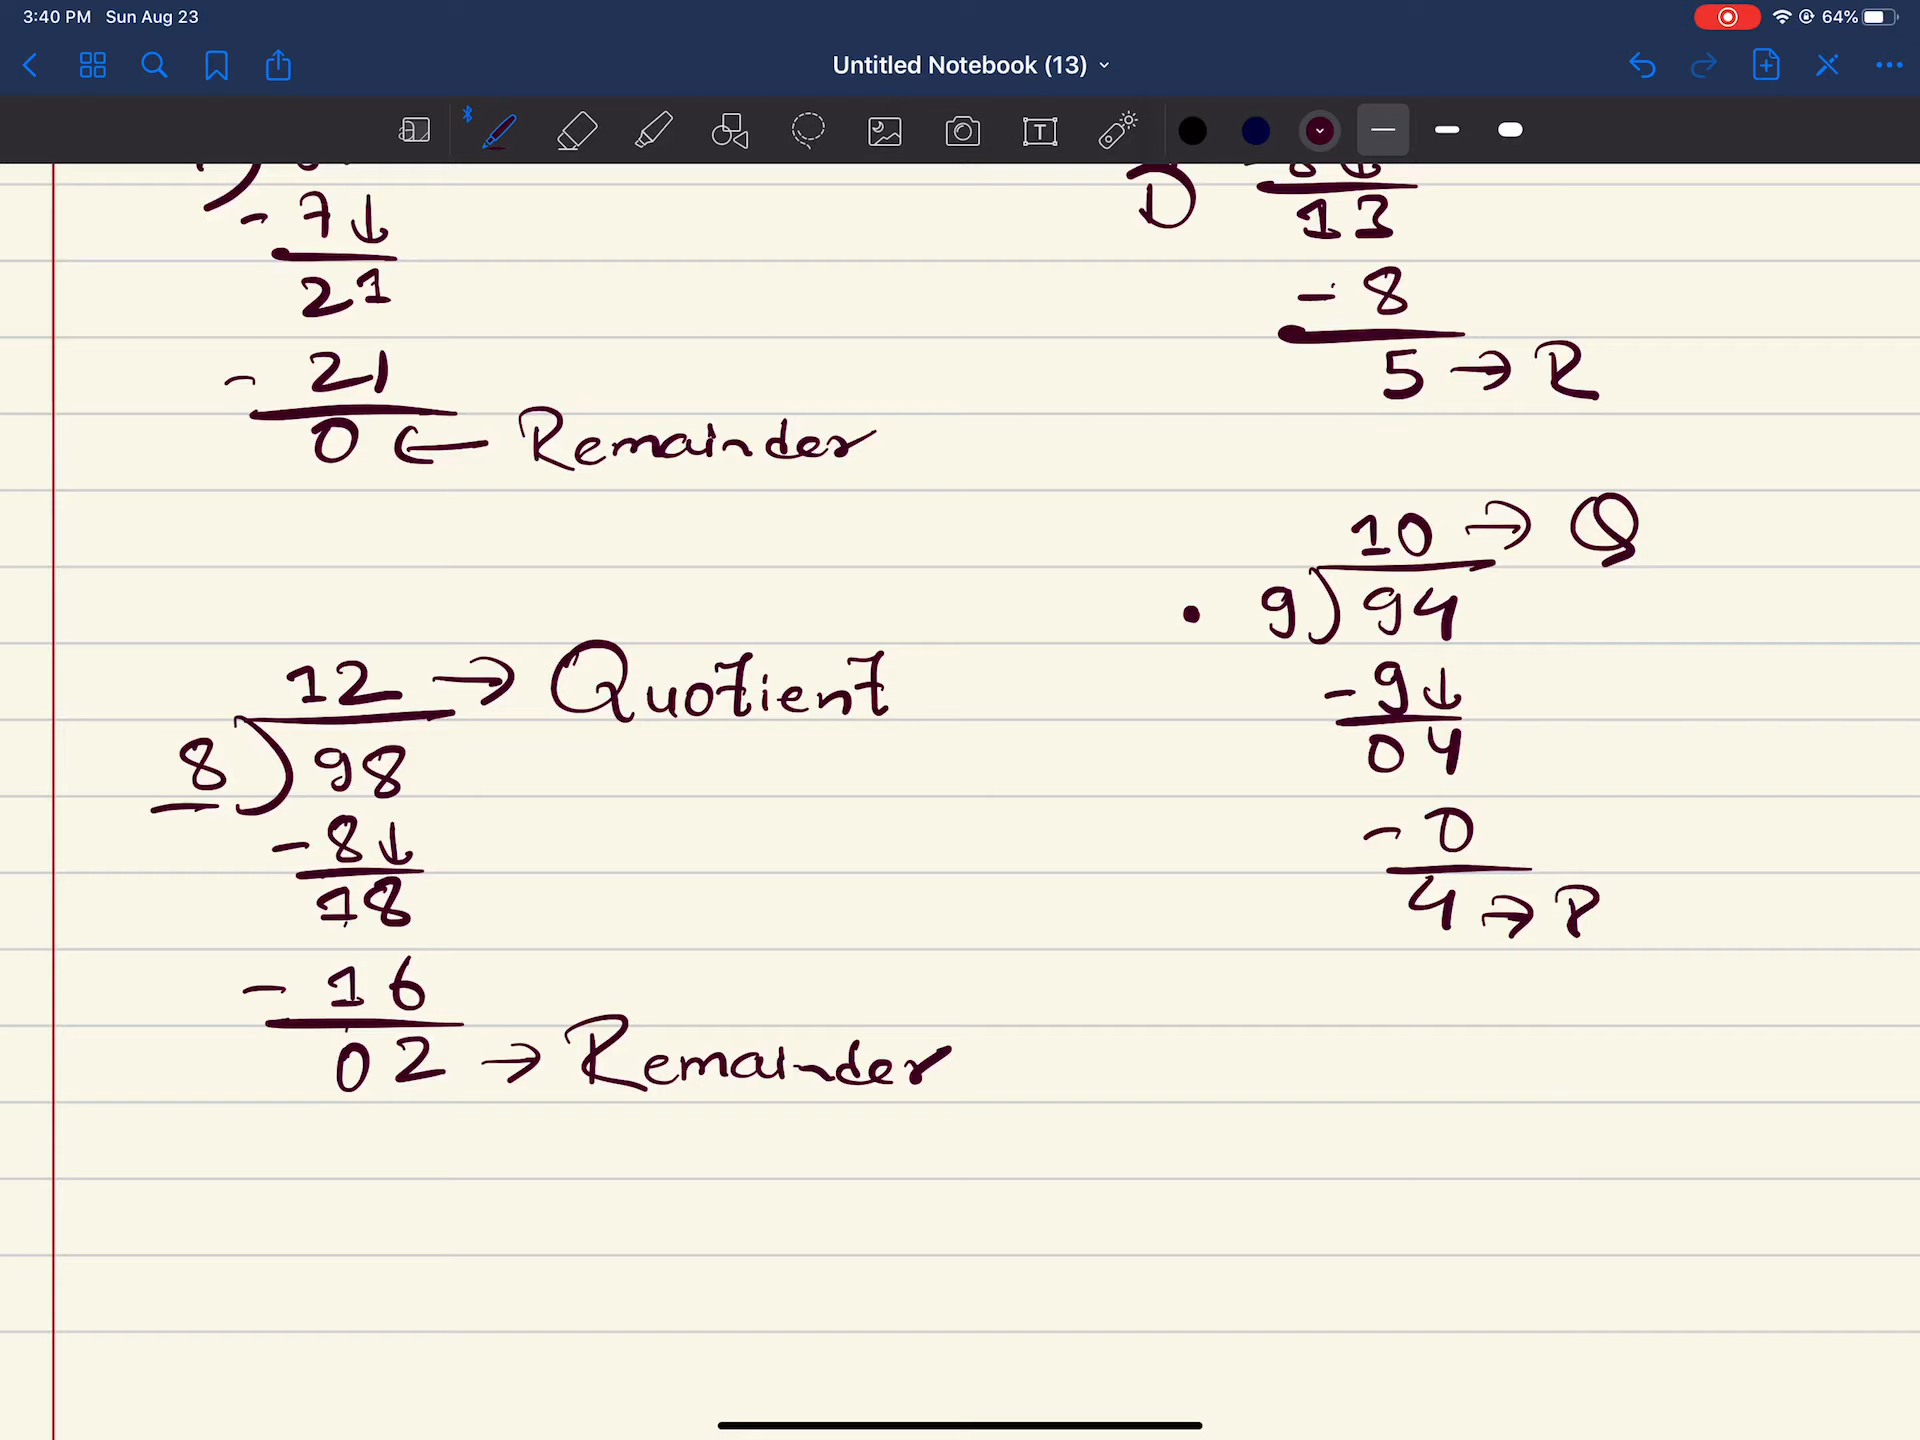 3:40 PM Sun Aug 23
64%
Untitled Notebook (13)
- 7↓
21
- 21
0 ← Remainder
12 → Quotient
8) 98
- 8↓
18
- 16
02 → Remainder
D
13
- 8
5 → R
10 → Q
• 9) 94
- 9↓
04
- 0
4 → R